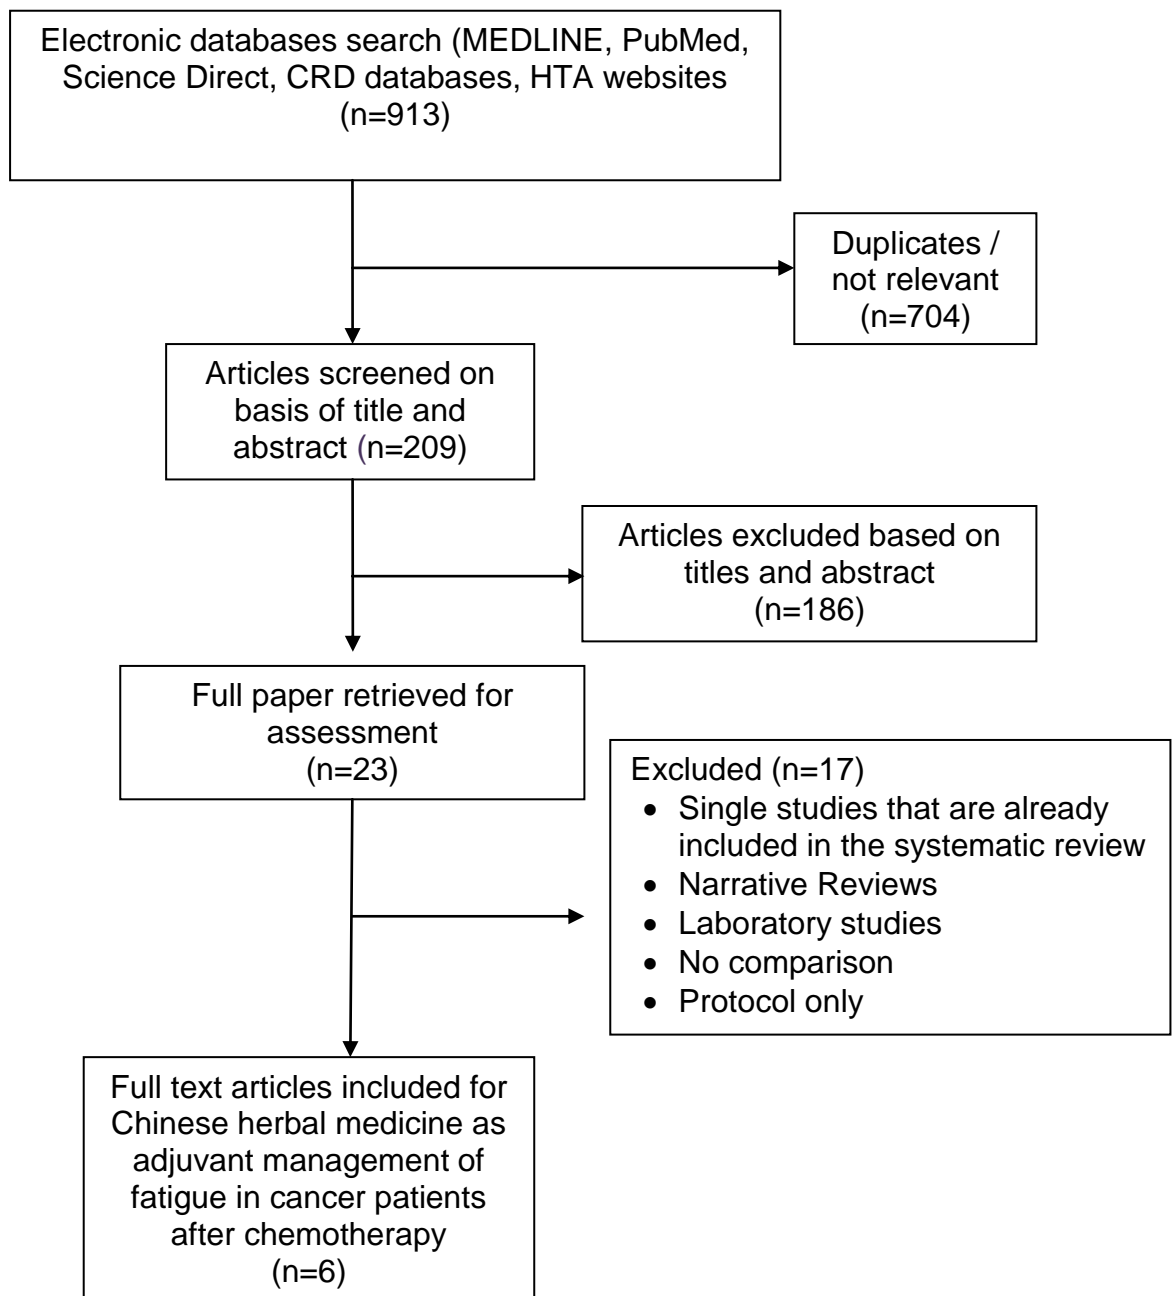 Electronic databases search (MEDLINE, PubMed,
Science Direct, CRD databases, HTA websites
(n=913)
Duplicates /
not relevant
(n=704)
Articles screened on
basis of title and
abstract (n=209)
Articles excluded based on
titles and abstract
(n=186)
Full paper retrieved for
assessment
(n=23)
Excluded (n=17)
• Single studies that are already
included in the systematic review
• Narrative Reviews
• Laboratory studies
• No comparison
• Protocol only
Full text articles included for
Chinese herbal medicine as
adjuvant management of
fatigue in cancer patients
after chemotherapy
(n=6)